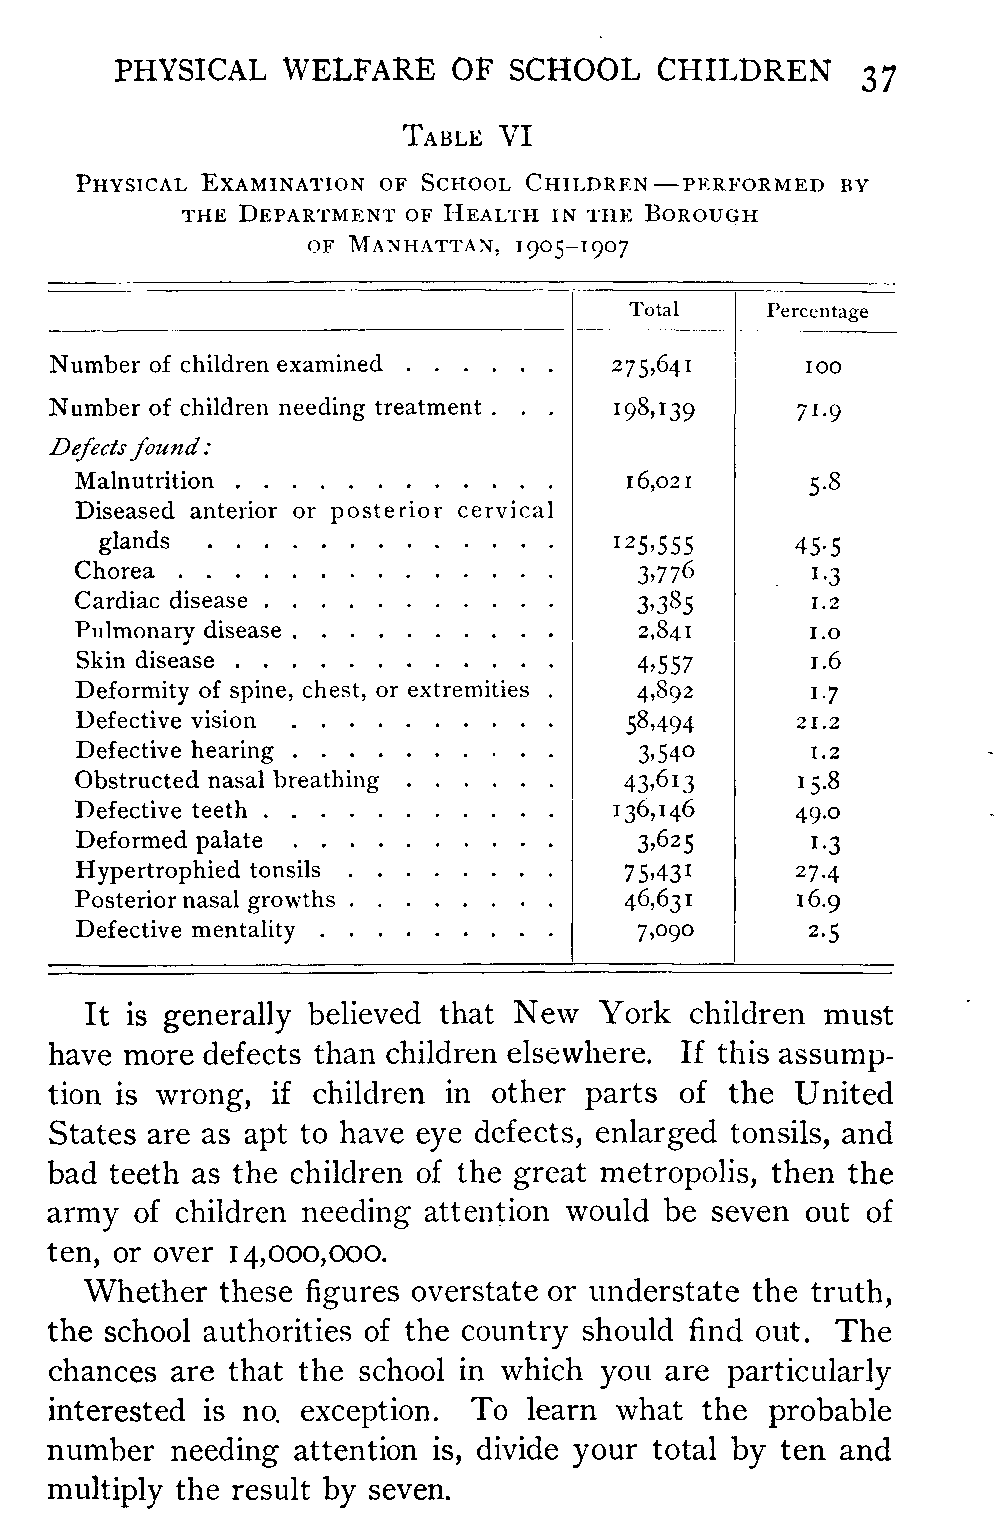 PHYSICAL WELFARE OF SCHOOL CHILDREN 37
TABLE VI
PHYSICAL EXAMINATION OF SCHOOL CHILDREN—PERFORMED BY
THE DEPARTMENT OF HEALTH IN THE BOROUGH
OF MANHATTAN, 1905–1907
Total Percentage
Number of children examined . . . . . . 275,641 100
Number of children needing treatment . . . 198,139 71.9
Defects found:
Malnutrition . . . . . . . . . . . . 16,021 5.8
Diseased anterior or posterior cervical
glands . . . . . . . . . . . . . 125,555 45.5
Chorea . . . . . . . . . . . . . . 3,776 1.3
Cardiac disease . . . . . . . . . . . 3,385 1.2
Pulmonary disease . . . . . . . . . . 2,841 1.0
Skin disease . . . . . . . . . . . . 4,557 1.6
Deformity of spine, chest, or extremities . 4,892 1.7
Defective vision . . . . . . . . . . 58,494 21.2
Defective hearing . . . . . . . . . . 3,540 1.2
Obstructed nasal breathing . . . . . . 43,613 15.8
Defective teeth . . . . . . . . . . . 136,146 49.0
Deformed palate . . . . . . . . . . 3,625 1.3
Hypertrophied tonsils . . . . . . . . 75,431 27.4
Posterior nasal growths . . . . . . . . 46,631 16.9
Defective mentality . . . . . . . . . 7,090 2.5
It is generally believed that New York children must
have more defects than children elsewhere. If this assump-
tion is wrong, if children in other parts of the United
States are as apt to have eye defects, enlarged tonsils, and
bad teeth as the children of the great metropolis, then the
army of children needing attention would be seven out of
ten, or over 14,000,000.
Whether these figures overstate or understate the truth,
the school authorities of the country should find out. The
chances are that the school in which you are particularly
interested is no exception. To learn what the probable
number needing attention is, divide your total by ten and
multiply the result by seven.